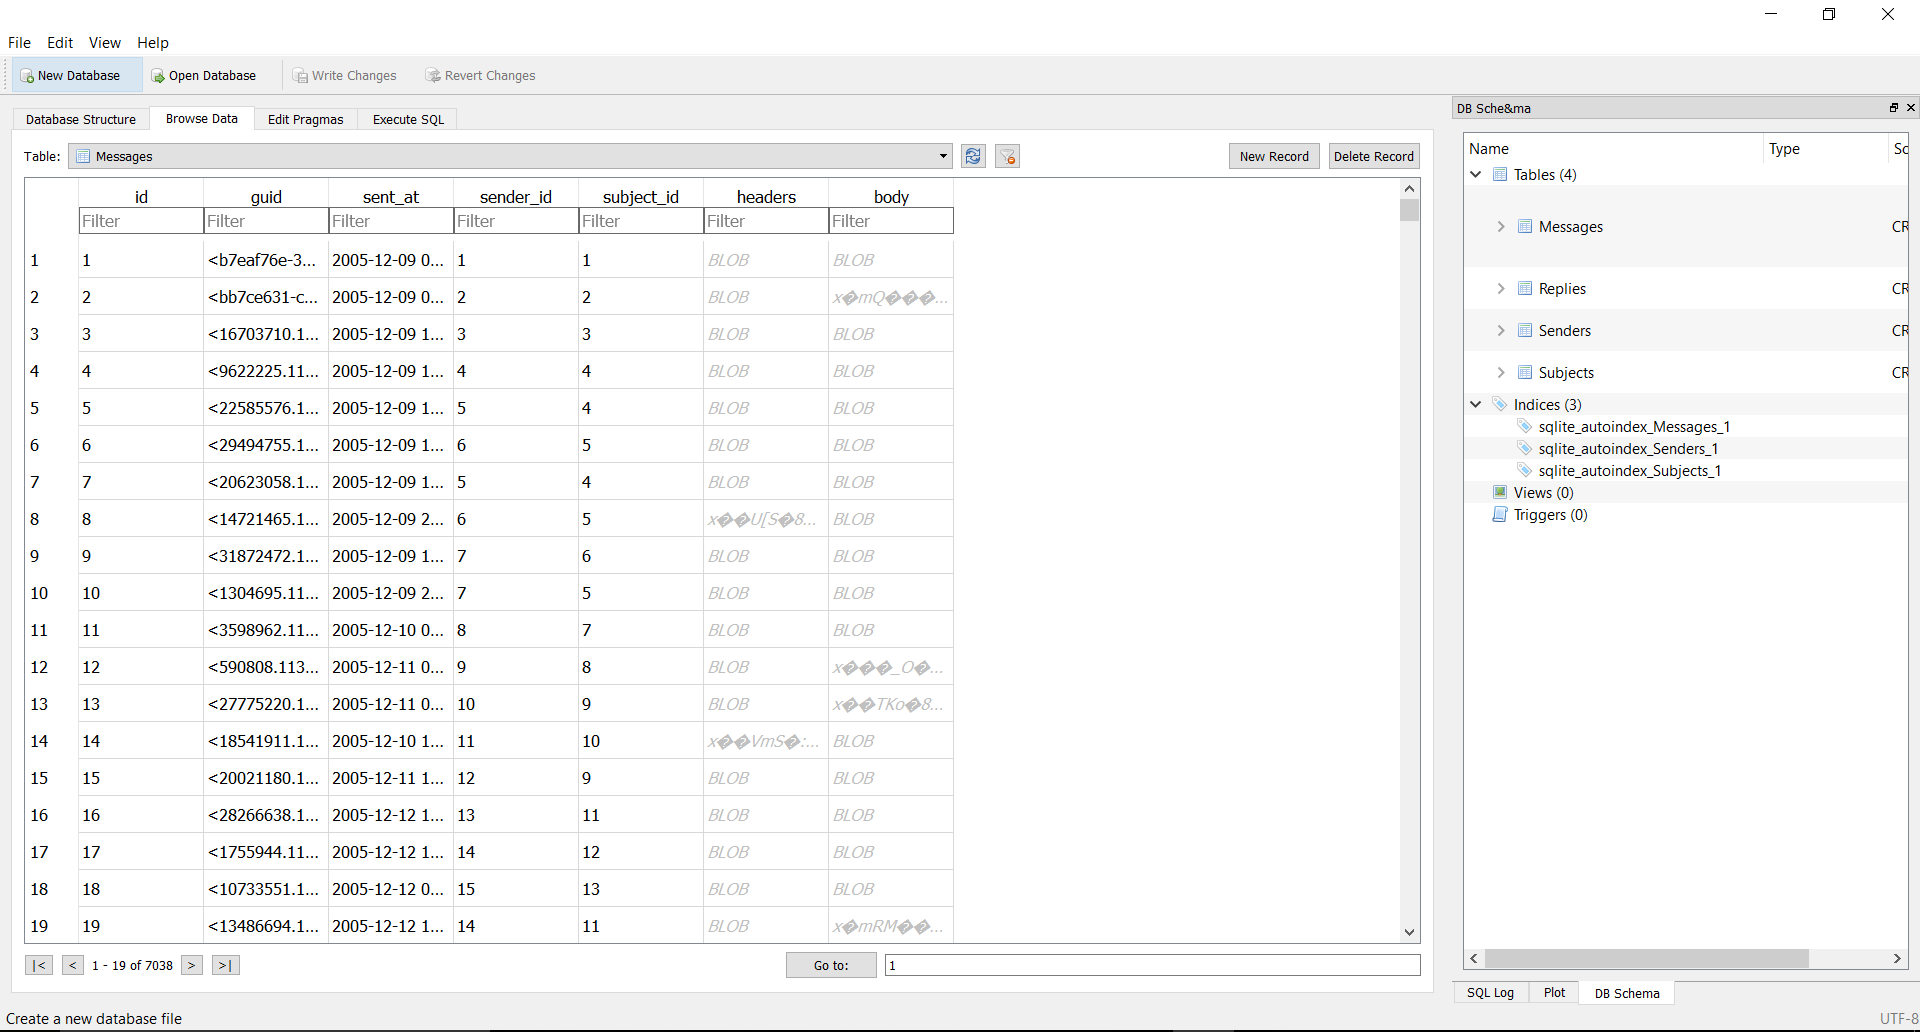 File Edit View Help
New Database Open Database Write Changes Revert Changes
Database Structure Browse Data Edit Pragmas Execute SQL
Table: Messages New Record Delete Record
id guid sent_at sender_id subject_id headers body
Filter Filter Filter Filter Filter Filter Filter
1 1 <b7eaf76e-3... 2005-12-09 0... 1 1 BLOB BLOB
2 2 <bb7ce631-c... 2005-12-09 0... 2 2 BLOB x�mQ���...
3 3 <16703710.1... 2005-12-09 1... 3 3 BLOB BLOB
4 4 <9622225.11... 2005-12-09 1... 4 4 BLOB BLOB
5 5 <22585576.1... 2005-12-09 1... 5 4 BLOB BLOB
6 6 <29494755.1... 2005-12-09 1... 6 5 BLOB BLOB
7 7 <20623058.1... 2005-12-09 1... 5 4 BLOB BLOB
8 8 <14721465.1... 2005-12-09 2... 6 5 x��U[S�8... BLOB
9 9 <31872472.1... 2005-12-09 1... 7 6 BLOB BLOB
10 10 <1304695.11... 2005-12-09 2... 7 5 BLOB BLOB
11 11 <3598962.11... 2005-12-10 0... 8 7 BLOB BLOB
12 12 <590808.113... 2005-12-11 0... 9 8 BLOB x���_O�...
13 13 <27775220.1... 2005-12-11 0... 10 9 BLOB x��TKo�8...
14 14 <18541911.1... 2005-12-10 1... 11 10 x��VmS�:... BLOB
15 15 <20021180.1... 2005-12-11 1... 12 9 BLOB BLOB
16 16 <28266638.1... 2005-12-12 1... 13 11 BLOB BLOB
17 17 <1755944.11... 2005-12-12 1... 14 12 BLOB BLOB
18 18 <10733551.1... 2005-12-12 0... 15 13 BLOB BLOB
19 19 <13486694.1... 2005-12-12 1... 14 11 BLOB x�mRM��...
|< < 1 - 19 of 7038 > >| Go to: 1
DB Sche&ma
Name Type Sc
Tables (4)
Messages CR
Replies CR
Senders CR
Subjects CR
Indices (3)
sqlite_autoindex_Messages_1
sqlite_autoindex_Senders_1
sqlite_autoindex_Subjects_1
Views (0)
Triggers (0)
SQL Log Plot DB Schema
Create a new database file UTF-8